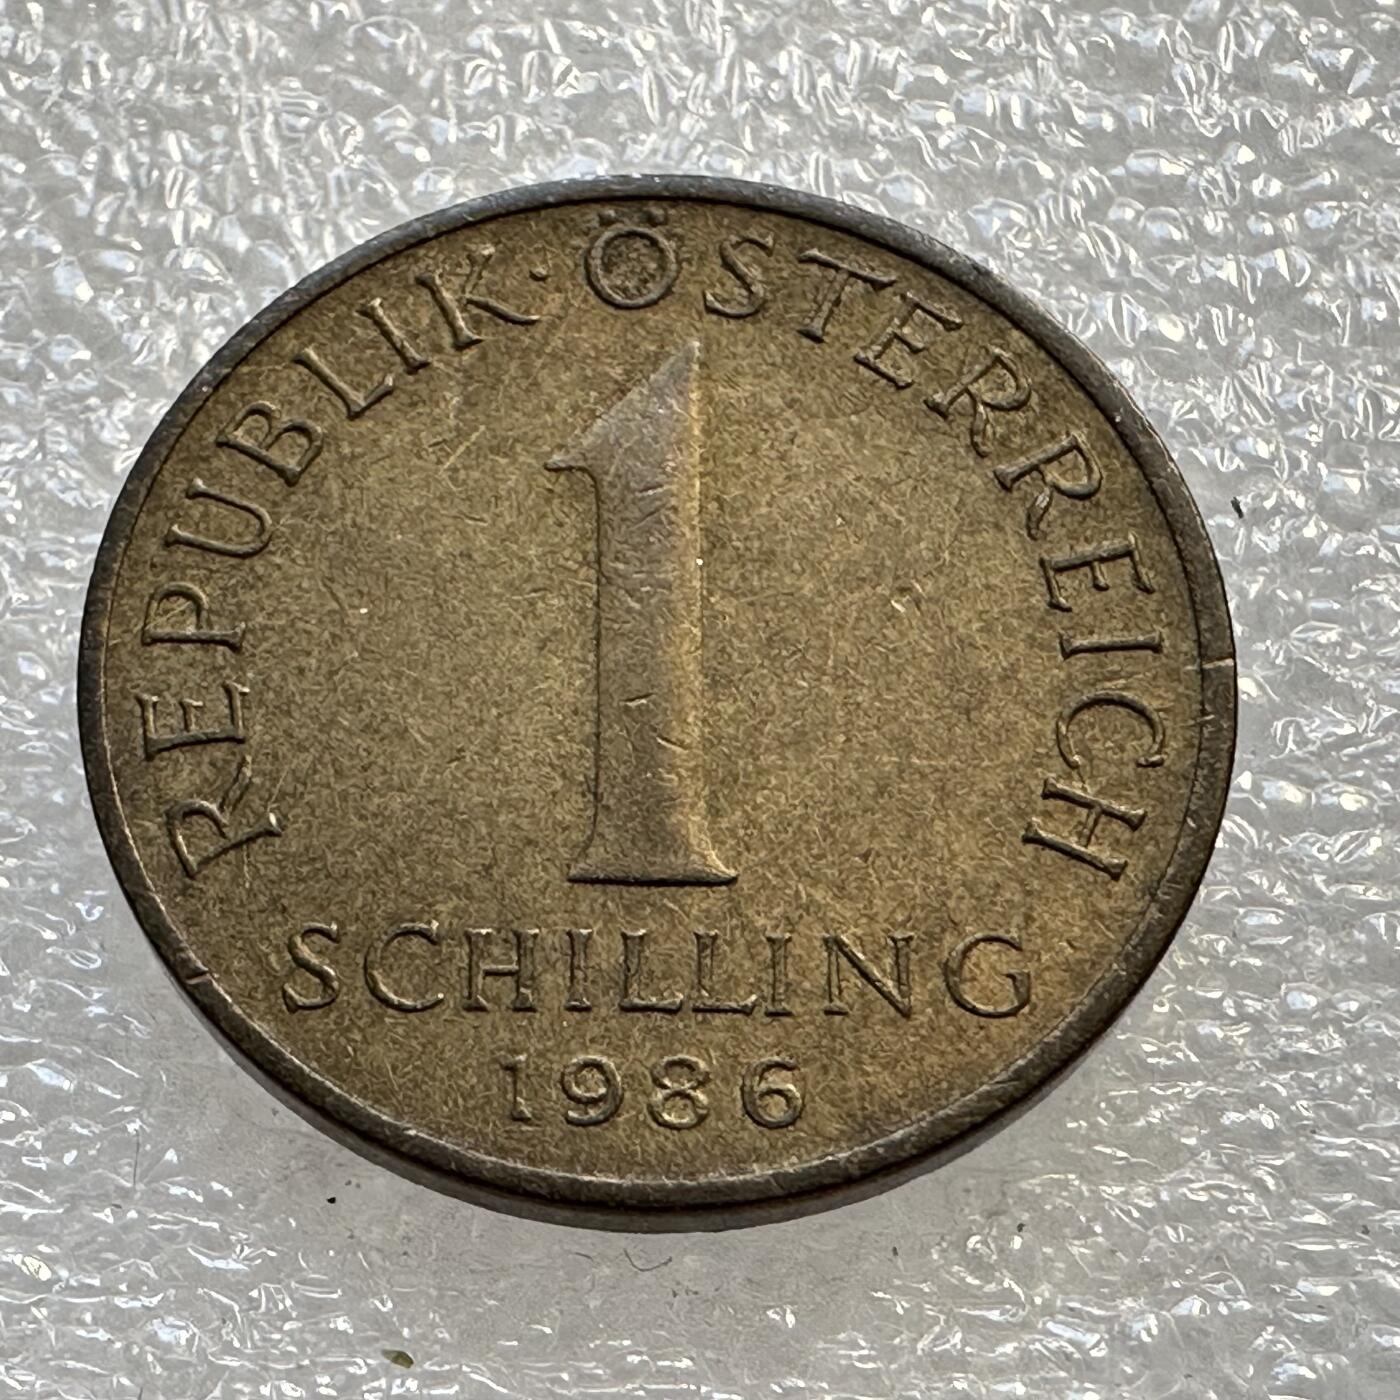 REPUBLIK · ÖSTERREICH
1
SCHILLING
1986